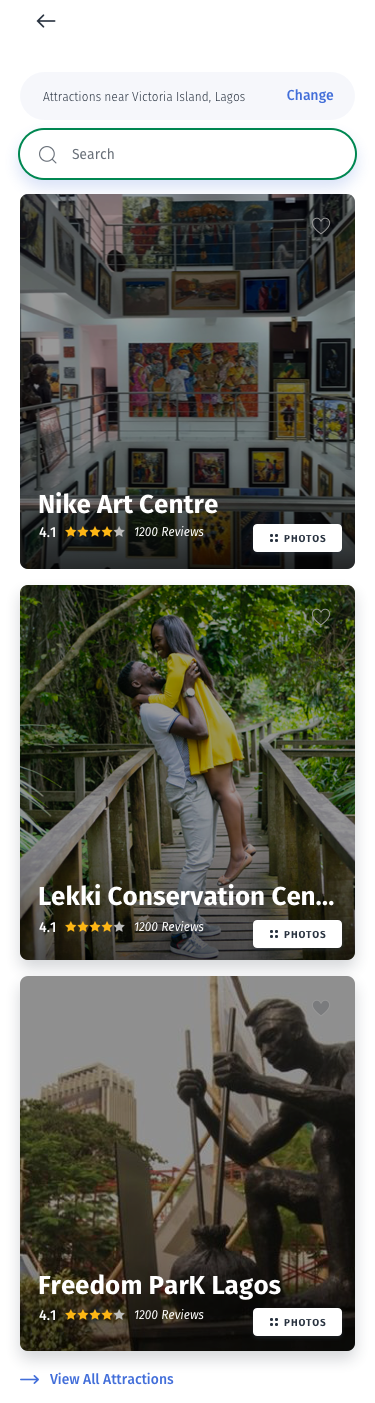 Attractions near Victoria Island, Lagos Change
Search
Nike Art Centre
4.1 1200 Reviews
PHOTOS
Lekki Conservation Cen...
4.1 1200 Reviews
PHOTOS
Freedom ParK Lagos
4.1 1200 Reviews
PHOTOS
View All Attractions